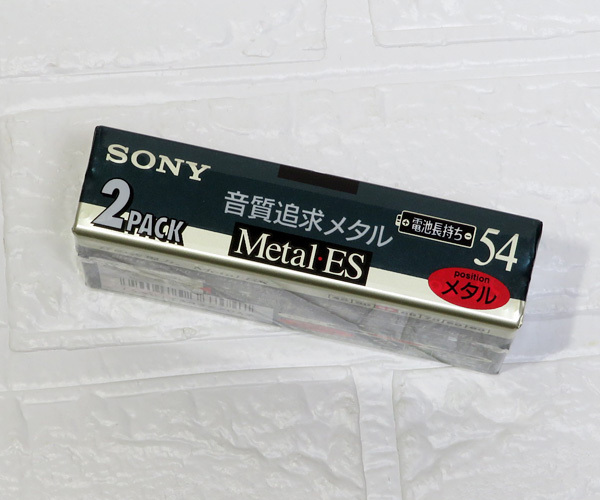 SONY
2PACK
音質追求メタル
Metal·ES
電池長持ち
54
position
メタル